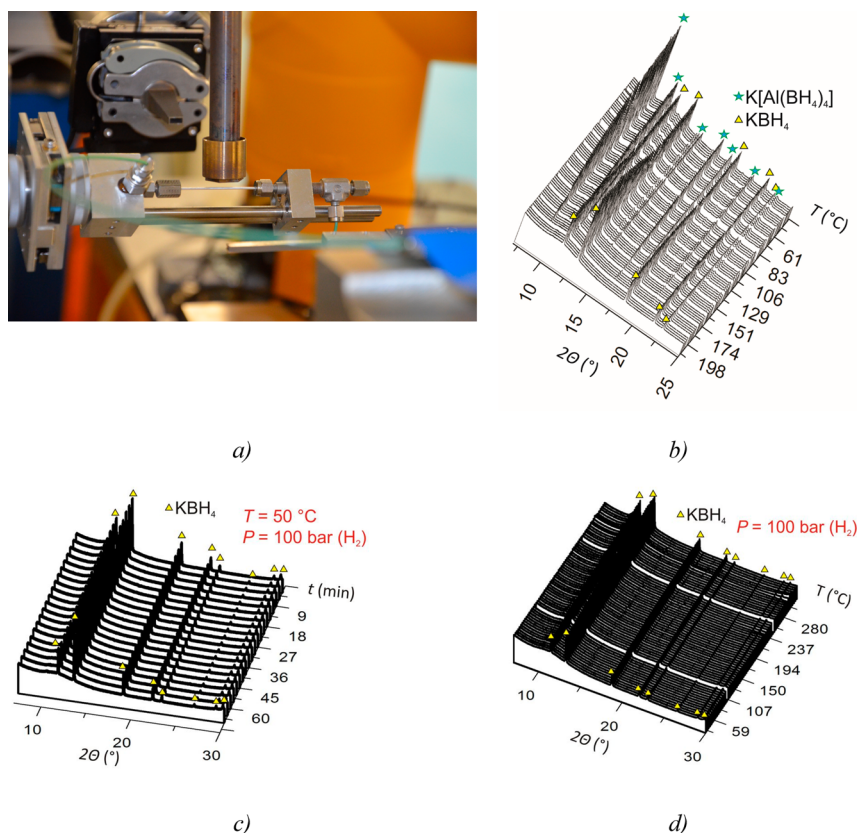 ★K[Al(BH₄)₄]
▲KBH₄
T (°C)
61
83
106
129
151
174
198
10
15
20
25
2Θ (°)
a)
b)
▲KBH₄
T = 50 °C
P = 100 bar (H₂)
t (min)
9
18
27
36
45
60
10
20
30
2Θ (°)
▲KBH₄
P = 100 bar (H₂)
T (°C)
280
237
194
150
107
59
10
20
30
2Θ (°)
c)
d)